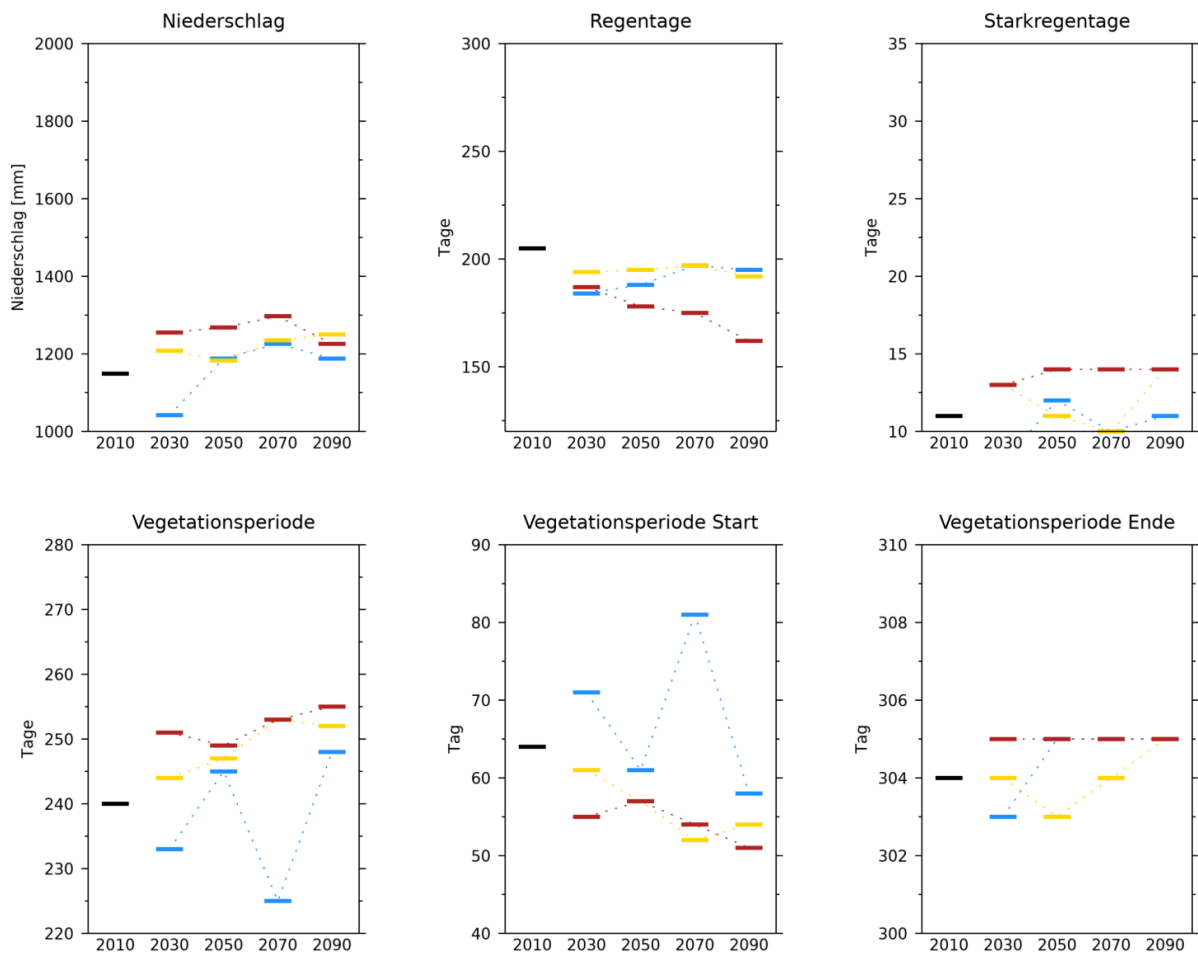 Niederschlag
Regentage
Starkregentage
Niederschlag [mm]
2000
1800
1600
1400
1200
1000
2010 2030 2050 2070 2090
Tage
300
250
200
150
2010 2030 2050 2070 2090
Tage
35
30
25
20
15
10
2010 2030 2050 2070 2090
Vegetationsperiode
Vegetationsperiode Start
Vegetationsperiode Ende
Tage
280
270
260
250
240
230
220
2010 2030 2050 2070 2090
Tag
90
80
70
60
50
40
2010 2030 2050 2070 2090
Tag
310
308
306
304
302
300
2010 2030 2050 2070 2090